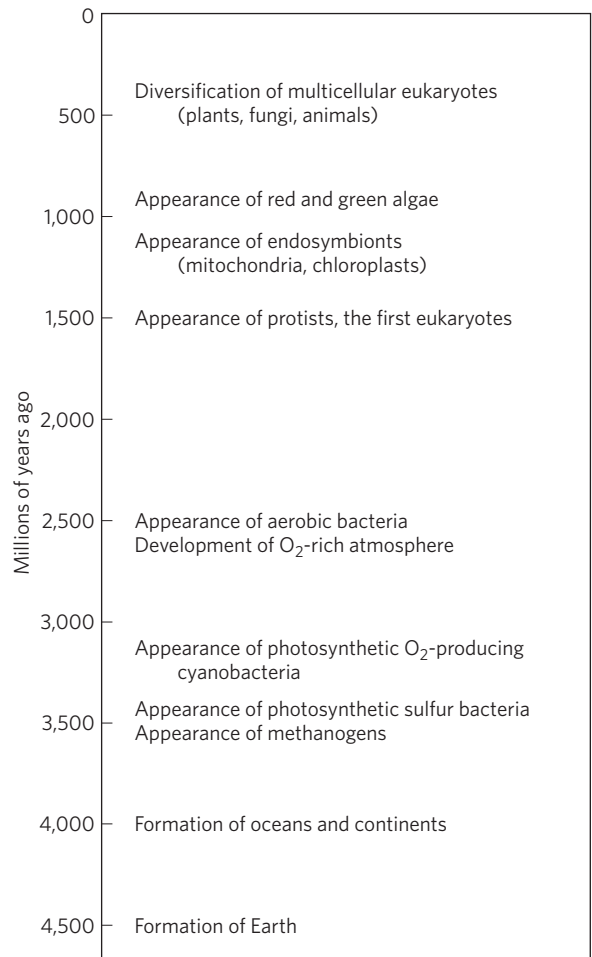 0
Diversification of multicellular eukaryotes
(plants, fungi, animals)
500
Appearance of red and green algae
1,000
Appearance of endosymbionts
(mitochondria, chloroplasts)
1,500 Appearance of protists, the first eukaryotes
2,000
Millions of years ago
2,500 Appearance of aerobic bacteria
Development of O₂-rich atmosphere
3,000
Appearance of photosynthetic O₂-producing
cyanobacteria
Appearance of photosynthetic sulfur bacteria
3,500
Appearance of methanogens
4,000 Formation of oceans and continents
4,500 Formation of Earth